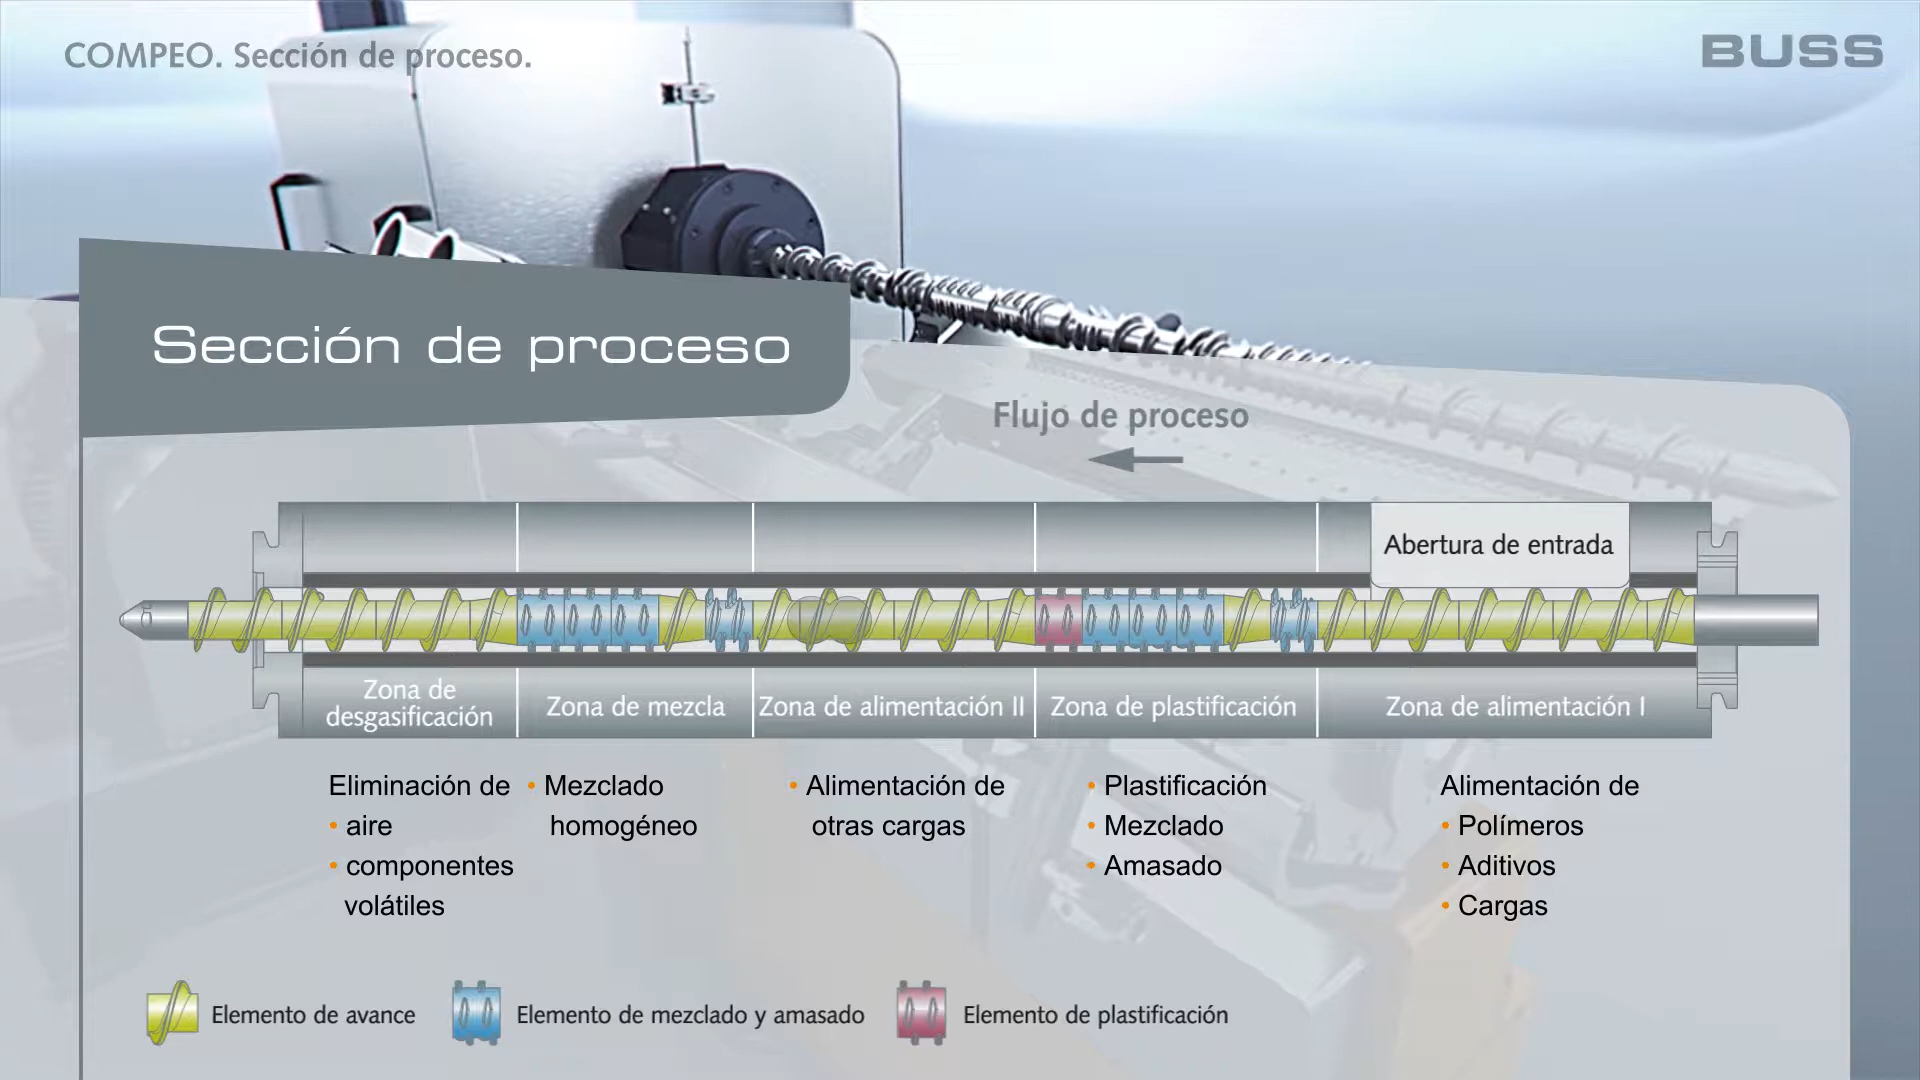 COMPEO. Sección de proceso.
BUSS
Sección de proceso
Flujo de proceso
Abertura de entrada
Zona de
desgasificación
Zona de mezcla
Zona de alimentación II
Zona de plastificación
Zona de alimentación I
Eliminación de
• aire
• componentes
volátiles
• Mezclado
homogéneo
• Alimentación de
otras cargas
• Plastificación
• Mezclado
• Amasado
Alimentación de
• Polímeros
• Aditivos
• Cargas
Elemento de avance
Elemento de mezclado y amasado
Elemento de plastificación